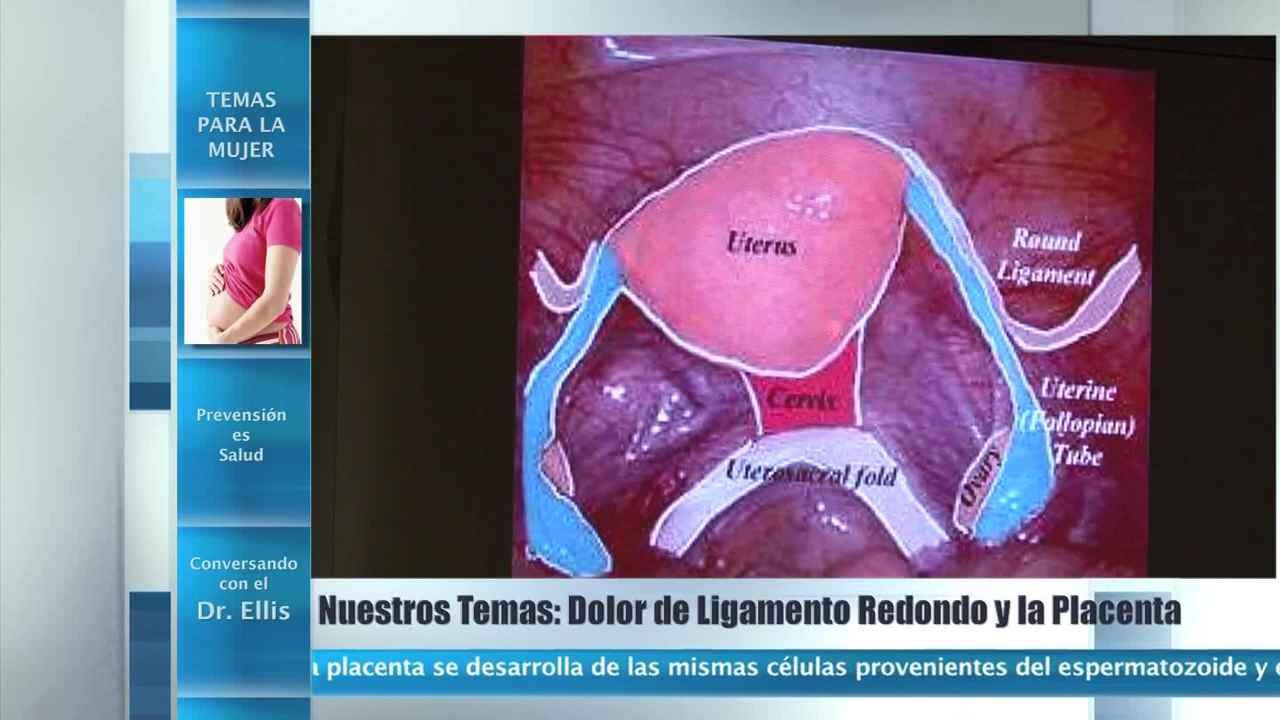 TEMAS
PARA LA
MUJER
Prevensión
es
Salud
Conversando
con el
Dr. Ellis
Uterus
Round
Ligament
Cervix
Uterine
(Fallopian)
Tube
Uterosacral fold
Ovary
Nuestros Temas: Dolor de Ligamento Redondo y la Placenta
placenta se desarrolla de las mismas células provenientes del espermatozoide y